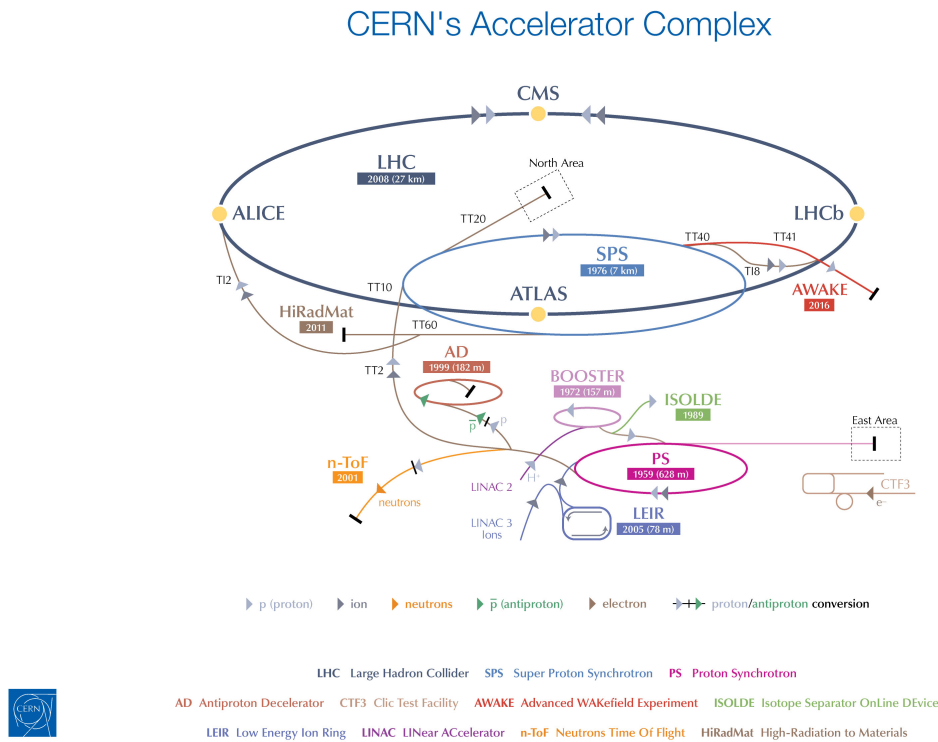 CERN's Accelerator Complex
CMS
LHC
2008 (27 km)
North Area
ALICE
LHCb
TT20
TT40
TT41
SPS
1976 (7 km)
TI8
TI2
TT10
ATLAS
AWAKE
2016
HiRadMat
2011
TT60
TT2
AD
1999 (182 m)
BOOSTER
1972 (157 m)
ISOLDE
1989
p
p̅
East Area
n-ToF
2001
PS
1959 (628 m)
neutrons
LINAC 2
H⁺
CTF3
e⁻
LINAC 3
Ions
LEIR
2005 (78 m)
p (proton)
ion
neutrons
p̅ (antiproton)
electron
proton/antiproton conversion
LHC Large Hadron Collider SPS Super Proton Synchrotron PS Proton Synchrotron
AD Antiproton Decelerator CTF3 Clic Test Facility AWAKE Advanced WAKefield Experiment ISOLDE Isotope Separator OnLine DEvice
LEIR Low Energy Ion Ring LINAC LINear ACcelerator n-ToF Neutrons Time Of Flight HiRadMat High-Radiation to Materials
CERN